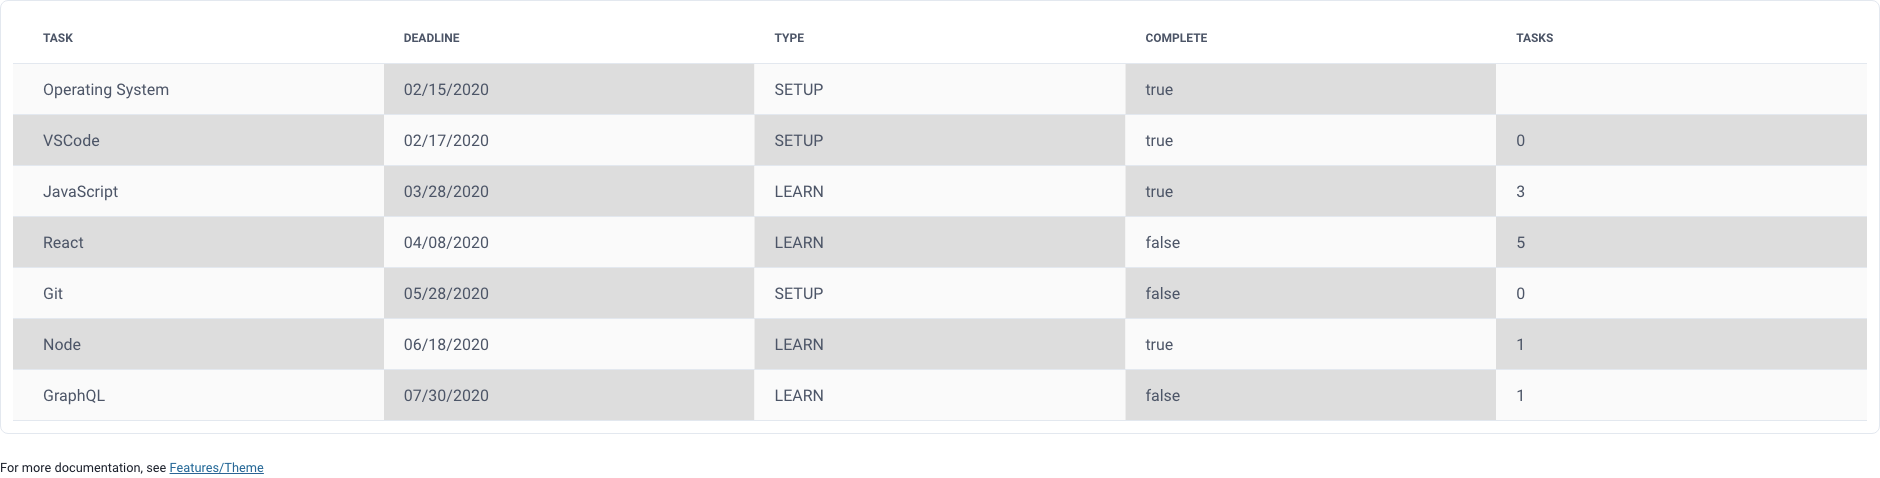 TASK DEADLINE TYPE COMPLETE TASKS
Operating System 02/15/2020 SETUP true
VSCode 02/17/2020 SETUP true 0
JavaScript 03/28/2020 LEARN true 3
React 04/08/2020 LEARN false 5
Git 05/28/2020 SETUP false 0
Node 06/18/2020 LEARN true 1
GraphQL 07/30/2020 LEARN false 1
For more documentation, see Features/Theme